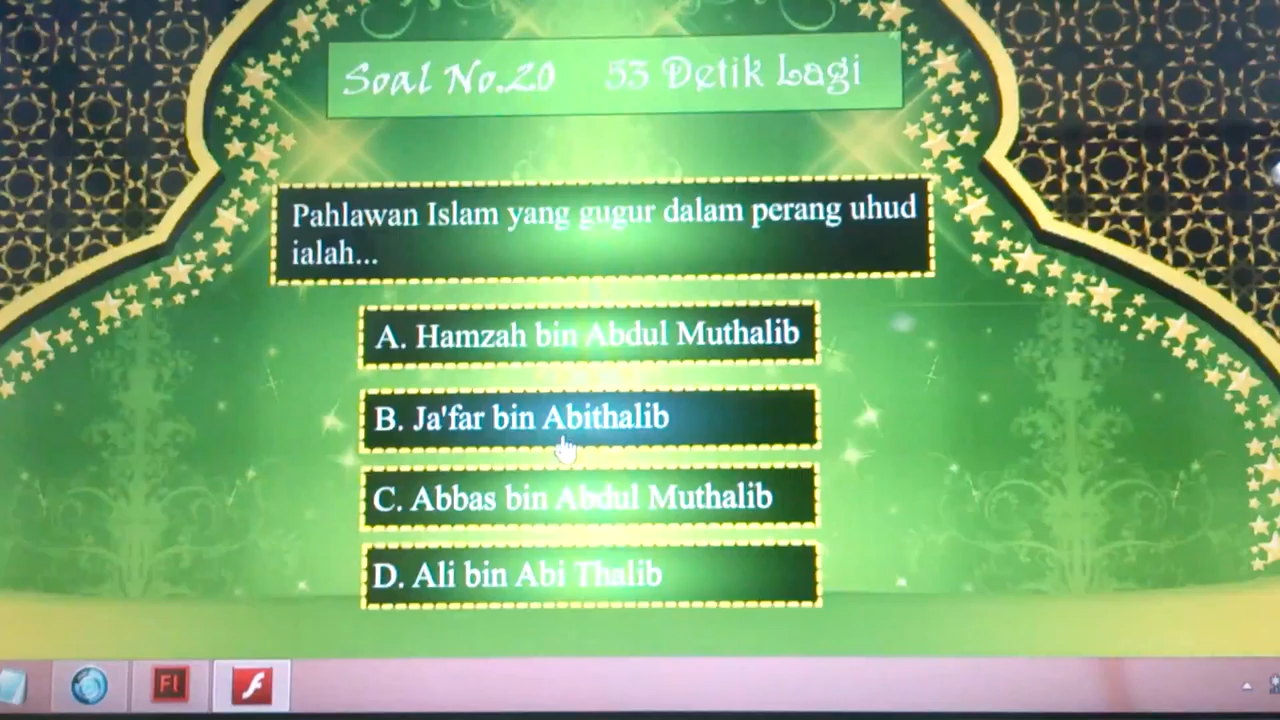 Soal No.20 53 Detik Lagi
Pahlawan Islam yang gugur dalam perang uhud
ialah...
A. Hamzah bin Abdul Muthalib
B. Ja'far bin Abithalib
C. Abbas bin Abdul Muthalib
D. Ali bin Abi Thalib
Fl